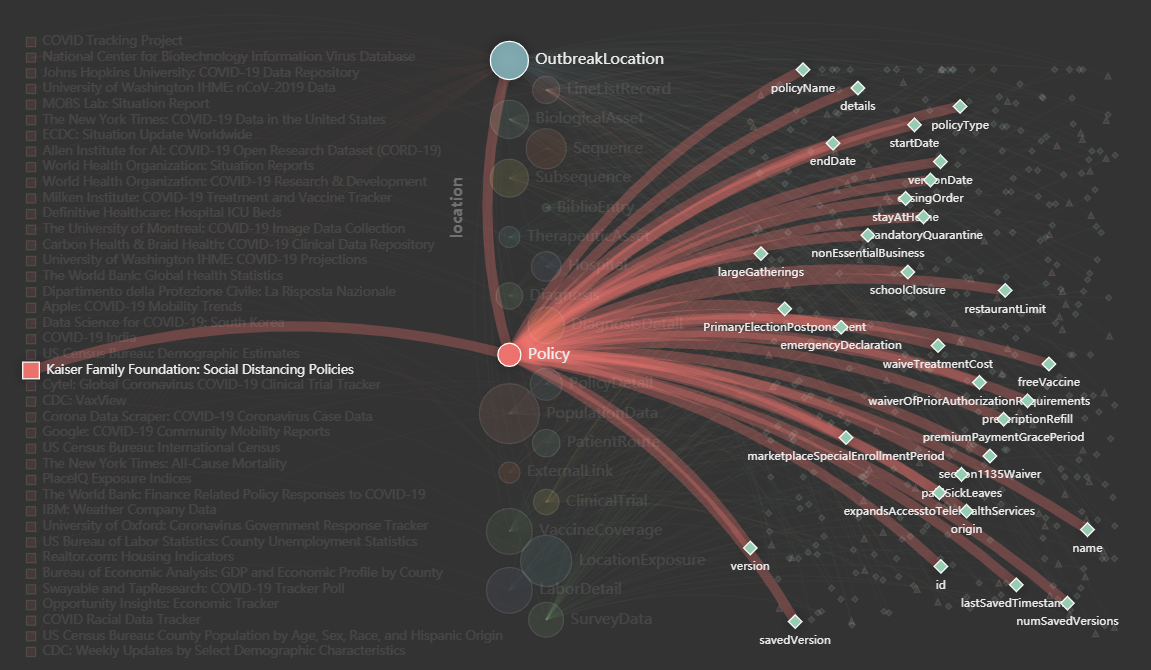 COVID Tracking Project
National Center for Biotechnology Information Virus Database
Johns Hopkins University: COVID-19 Data Repository
University of Washington IHME: nCoV-2019 Data
MOBS Lab: Situation Report
The New York Times: COVID-19 Data in the United States
ECDC: Situation Update Worldwide
Allen Institute for AI: COVID-19 Open Research Dataset (CORD-19)
World Health Organization: Situation Reports
World Health Organization: COVID-19 Research & Development
Milken Institute: COVID-19 Treatment and Vaccine Tracker
Definitive Healthcare: Hospital ICU Beds
The University of Montreal: COVID-19 Image Data Collection
Carbon Health & Braid Health: COVID-19 Clinical Data Repository
University of Washington IHME: COVID-19 Projections
The World Bank: Global Health Statistics
Dipartimento della Protezione Civile: La Risposta Nazionale
Apple: COVID-19 Mobility Trends
Data Science for COVID-19: South Korea
COVID-19 India
US Census Bureau: Demographic Estimates
Kaiser Family Foundation: Social Distancing Policies
Cytel: Global Coronavirus COVID-19 Clinical Trial Tracker
CDC: VaxView
Corona Data Scraper: COVID-19 Coronavirus Case Data
Google: COVID-19 Community Mobility Reports
US Census Bureau: International Census
The New York Times: All-Cause Mortality
PlaceIQ Exposure Indices
The World Bank: Finance Related Policy Responses to COVID-19
IBM: Weather Company Data
University of Oxford: Coronavirus Government Response Tracker
US Bureau of Labor Statistics: County Unemployment Statistics
Realtor.com: Housing Indicators
Bureau of Economic Analysis: GDP and Economic Profile by County
Swayable and TapResearch: COVID-19 Tracker Poll
Opportunity Insights: Economic Tracker
COVID Racial Data Tracker
US Census Bureau: County Population by Age, Sex, Race, and Hispanic Origin
CDC: Weekly Updates by Select Demographic Characteristics
location
OutbreakLocation
LineListRecord
BiologicalAsset
Sequence
Subsequence
BiblioEntry
TherapeuticAsset
Hospital
Diagnosis
DiagnosisDetail
Policy
PolicyDetail
PopulationData
PatientRoute
ExternalLink
ClinicalTrial
VaccineCoverage
LocationExposure
LaborDetail
SurveyData
policyName
details
policyType
startDate
endDate
versionDate
stayAtHome
nonEssentialBusiness
largeGatherings
schoolClosure
restaurantLimit
PrimaryElectionPostponement
emergencyDeclaration
waiveTreatmentCost
freeVaccine
waiverOfPriorAuthorizationRequirements
prescriptionRefill
premiumPaymentGracePeriod
marketplaceSpecialEnrollmentPeriod
section1135Waiver
paidSickLeaves
expandsAccesstoTelehealthServices
origin
name
version
id
lastSavedTimestamp
numSavedVersions
savedVersion